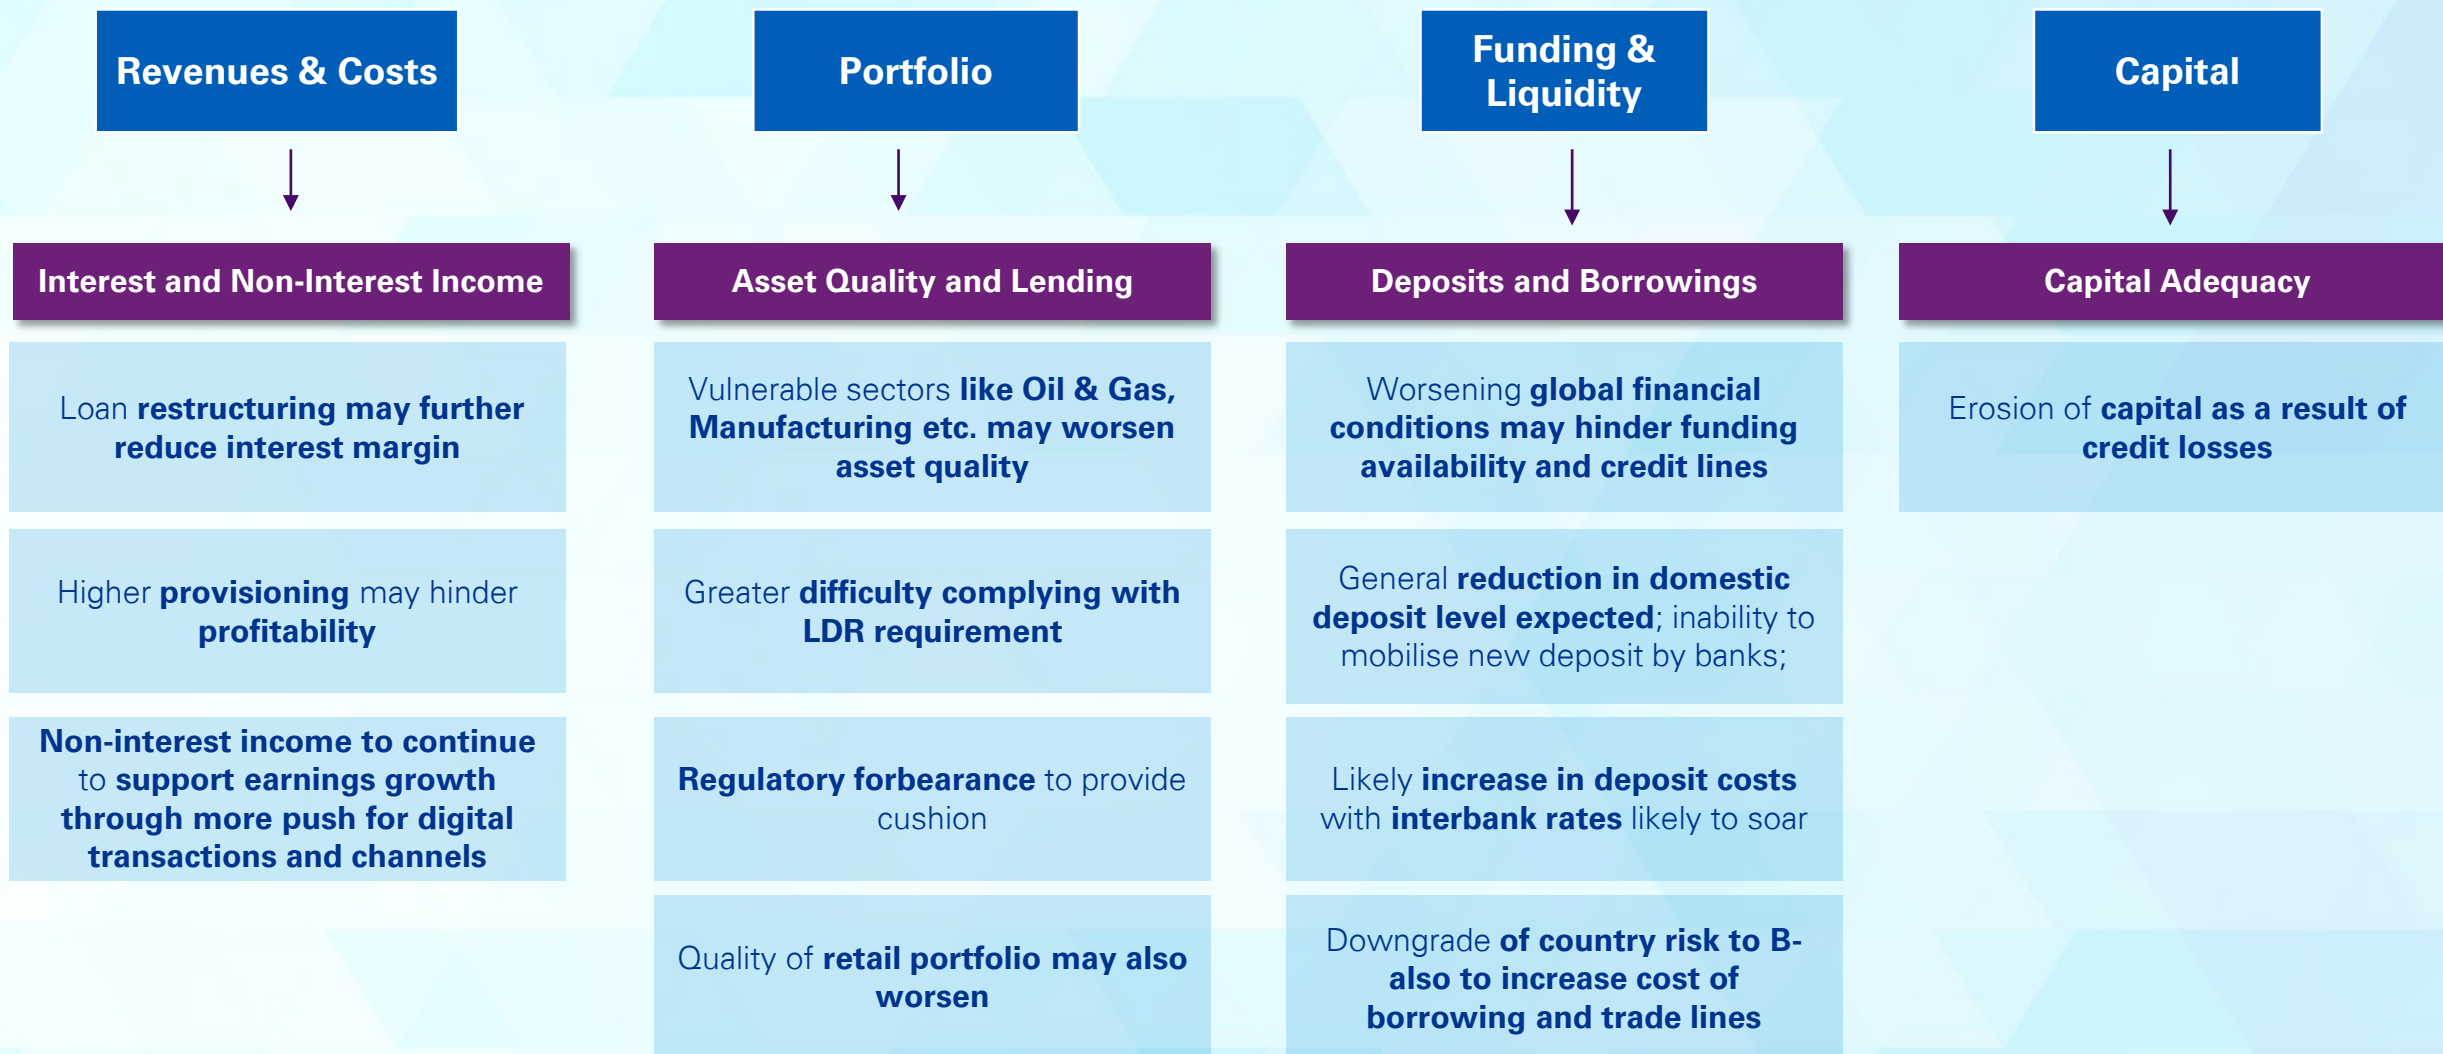 Revenues & Costs
Interest and Non-Interest Income
Loan restructuring may further
reduce interest margin
Higher provisioning may hinder
profitability
Non-interest income to continue
to support earnings growth
through more push for digital
transactions and channels
Portfolio
Asset Quality and Lending
Vulnerable sectors like Oil & Gas,
Manufacturing etc. may worsen
asset quality
Greater difficulty complying with
LDR requirement
Regulatory forbearance to provide
cushion
Quality of retail portfolio may also
worsen
Funding &
Liquidity
Deposits and Borrowings
Worsening global financial
conditions may hinder funding
availability and credit lines
General reduction in domestic
deposit level expected; inability to
mobilise new deposit by banks;
Likely increase in deposit costs
with interbank rates likely to soar
Downgrade of country risk to B-
also to increase cost of
borrowing and trade lines
Capital
Capital Adequacy
Erosion of capital as a result of
credit losses